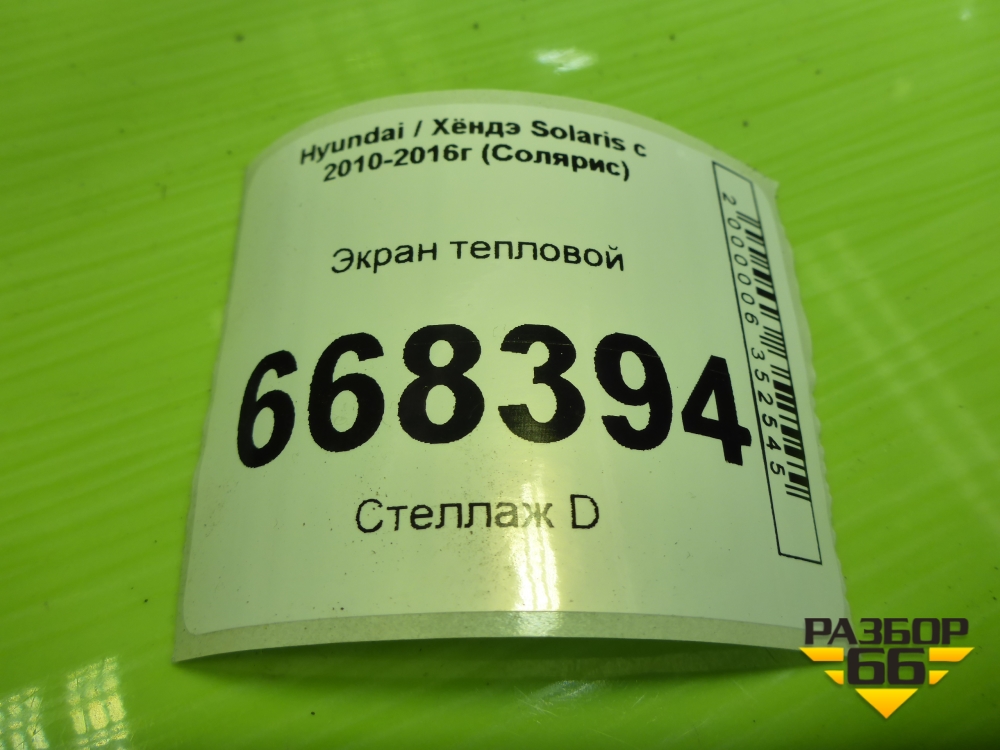 Hyundai / Хёндэ Solaris с
2010-2016г (Солярис)
Экран тепловой
668394
Стеллаж D
2000006352545
РАЗБОР
66